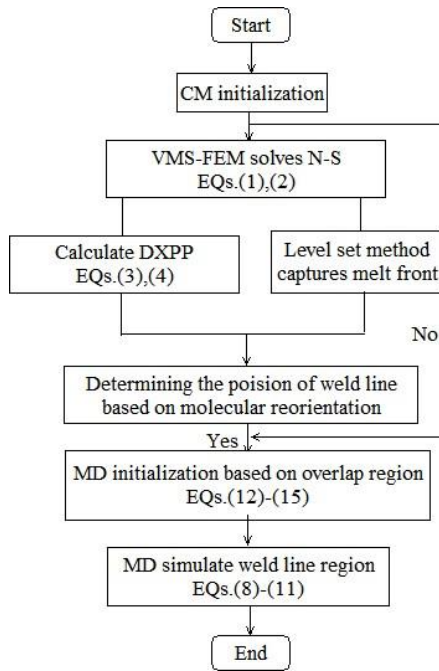 Start
CM initialization
VMS-FEM solves N-S
EQs.(1),(2)
Calculate DXPP
EQs.(3),(4)
Level set method
captures melt front
No
Determining the poision of weld line
based on molecular reorientation
Yes
MD initialization based on overlap region
EQs.(12)-(15)
MD simulate weld line region
EQs.(8)-(11)
End